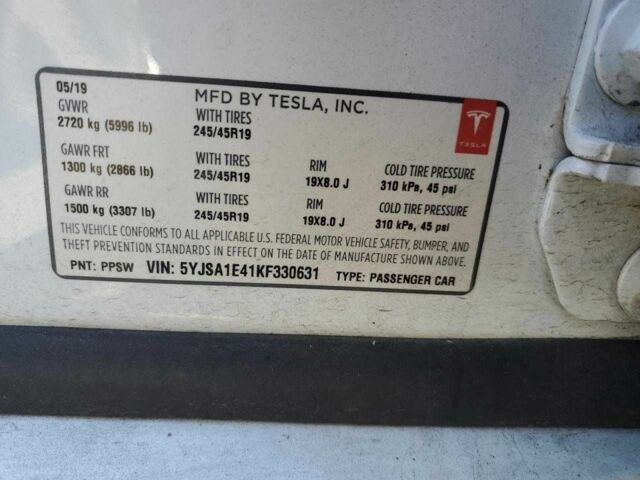 05/19 MFD BY TESLA, INC.
GVWR WITH TIRES
2720 kg (5996 lb) 245/45R19
GAWR FRT WITH TIRES RIM COLD TIRE PRESSURE
1300 kg (2866 lb) 245/45R19 19X8.0 J 310 kPa, 45 psi
GAWR RR WITH TIRES RIM COLD TIRE PRESSURE
1500 kg (3307 lb) 245/45R19 19X8.0 J 310 kPa, 45 psi
THIS VEHICLE CONFORMS TO ALL APPLICABLE U.S. FEDERAL MOTOR VEHICLE SAFETY, BUMPER, AND
THEFT PREVENTION STANDARDS IN EFFECT ON THE DATE OF MANUFACTURE SHOWN ABOVE.
PNT: PPSW VIN: 5YJSA1E41KF330631 TYPE: PASSENGER CAR
TESLA